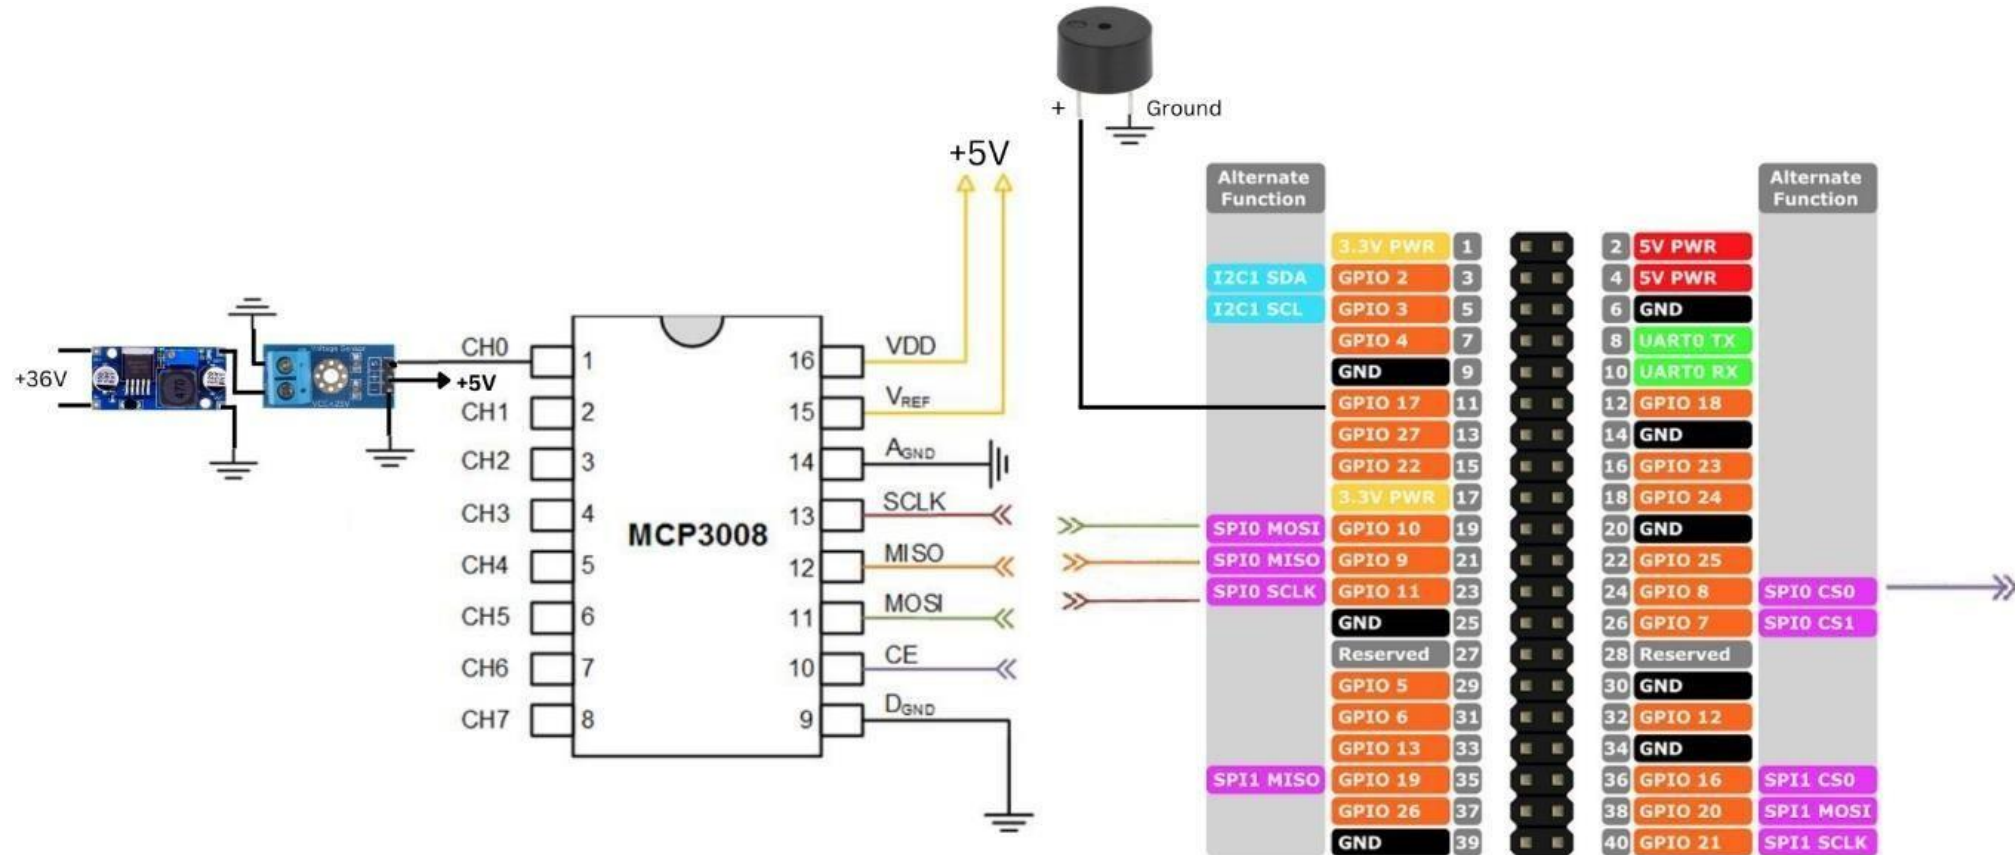 +
Ground
+5V
Alternate
Function
Alternate
Function
3.3V PWR 1 2 5V PWR
I2C1 SDA GPIO 2 3 4 5V PWR
I2C1 SCL GPIO 3 5 6 GND
GPIO 4 7 8 UART0 TX
GND 9 10 UART0 RX
GPIO 17 11 12 GPIO 18
GPIO 27 13 14 GND
GPIO 22 15 16 GPIO 23
3.3V PWR 17 18 GPIO 24
SPI0 MOSI GPIO 10 19 20 GND
SPI0 MISO GPIO 9 21 22 GPIO 25
SPI0 SCLK GPIO 11 23 24 GPIO 8 SPI0 CS0
GND 25 26 GPIO 7 SPI0 CS1
Reserved 27 28 Reserved
GPIO 5 29 30 GND
GPIO 6 31 32 GPIO 12
GPIO 13 33 34 GND
SPI1 MISO GPIO 19 35 36 GPIO 16 SPI1 CS0
GPIO 26 37 38 GPIO 20 SPI1 MOSI
GND 39 40 GPIO 21 SPI1 SCLK
+36V
Voltage Sensor
VCC<25V
+5V
470
CH0 1 16 VDD
CH1 2 15 VREF
CH2 3 14 AGND
CH3 4 13 SCLK
MCP3008
CH4 5 12 MISO
CH5 6 11 MOSI
CH6 7 10 CE
CH7 8 9 DGND